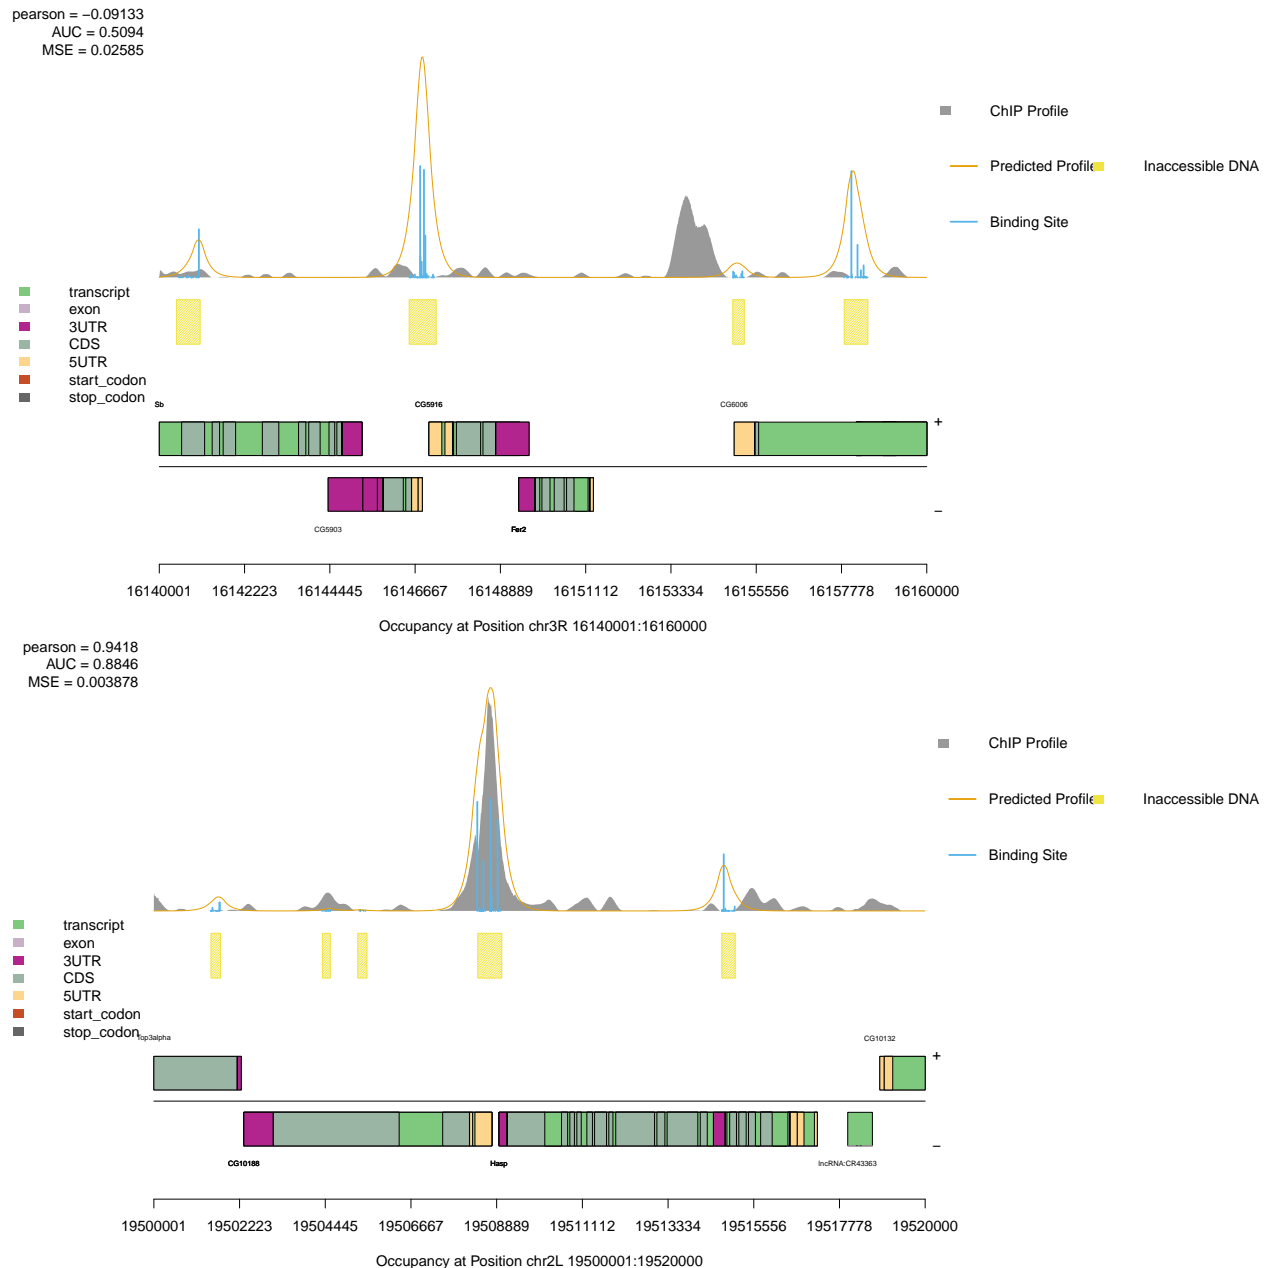 pearson = −0.09133
AUC = 0.5094
MSE = 0.02585
ChIP Profile
Predicted Profile
Inaccessible DNA
Binding Site
transcript
exon
3UTR
CDS
5UTR
start_codon
stop_codon
Sb
CG5916
CG6006
+
CG5903
Fer2
−
16140001 16142223 16144445 16146667 16148889 16151112 16153334 16155556 16157778 16160000
Occupancy at Position chr3R 16140001:16160000
pearson = 0.9418
AUC = 0.8846
MSE = 0.003878
ChIP Profile
Predicted Profile
Inaccessible DNA
Binding Site
transcript
exon
3UTR
CDS
5UTR
start_codon
stop_codon
Top3alpha
CG10132
+
−
CG10188
Hasp
lncRNA:CR43363
19500001 19502223 19504445 19506667 19508889 19511112 19513334 19515556 19517778 19520000
Occupancy at Position chr2L 19500001:19520000